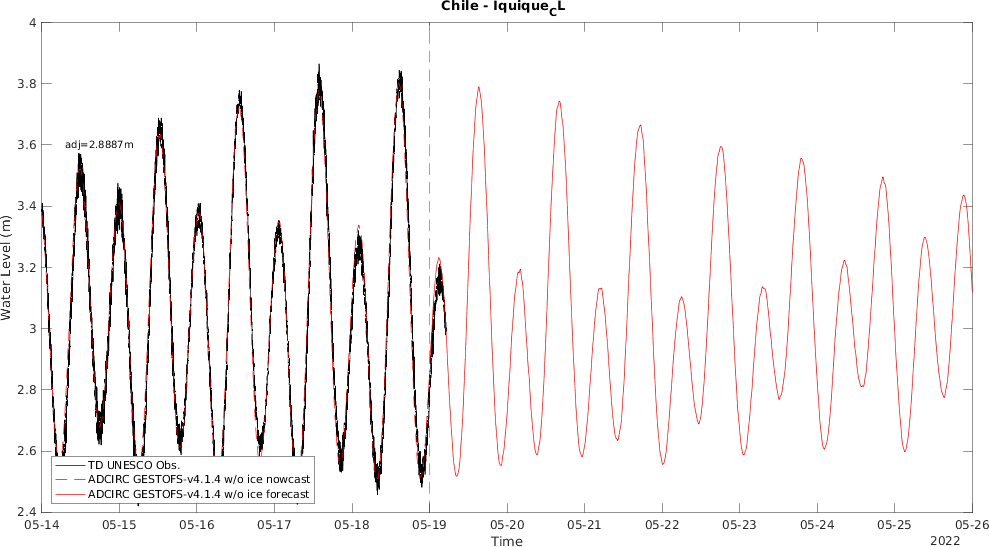 Chile - Iquique_CL
4
3.8
3.6
3.4
3.2
3
2.8
2.6
2.4
Water Level (m)
adj=2.8887m
TD UNESCO Obs.
ADCIRC GESTOFS-v4.1.4 w/o ice nowcast
ADCIRC GESTOFS-v4.1.4 w/o ice forecast
05-14 05-15 05-16 05-17 05-18 05-19 05-20 05-21 05-22 05-23 05-24 05-25 05-26
Time
2022